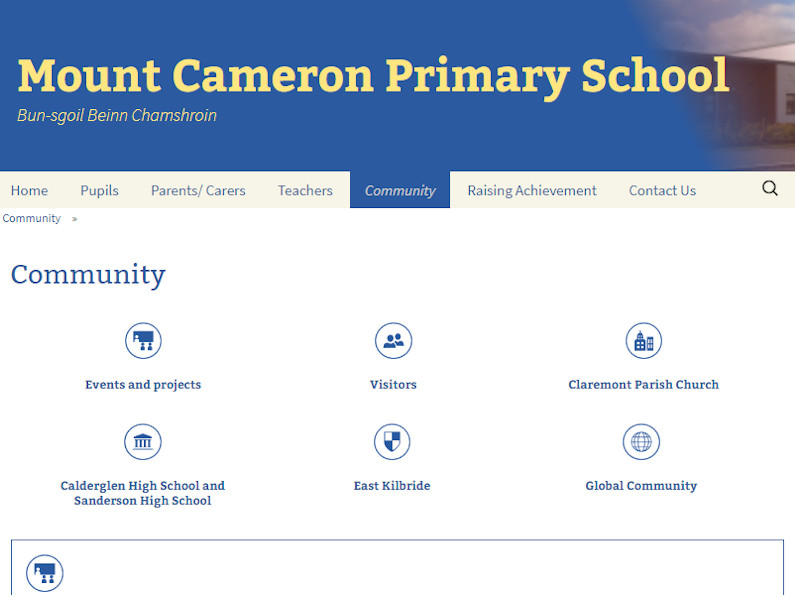 Mount Cameron Primary School
Bun-sgoil Beinn Chamshroin
Home Pupils Parents/ Carers Teachers Community Raising Achievement Contact Us
Community »
Community
Events and projects Visitors Claremont Parish Church
Calderglen High School and
Sanderson High School East Kilbride Global Community